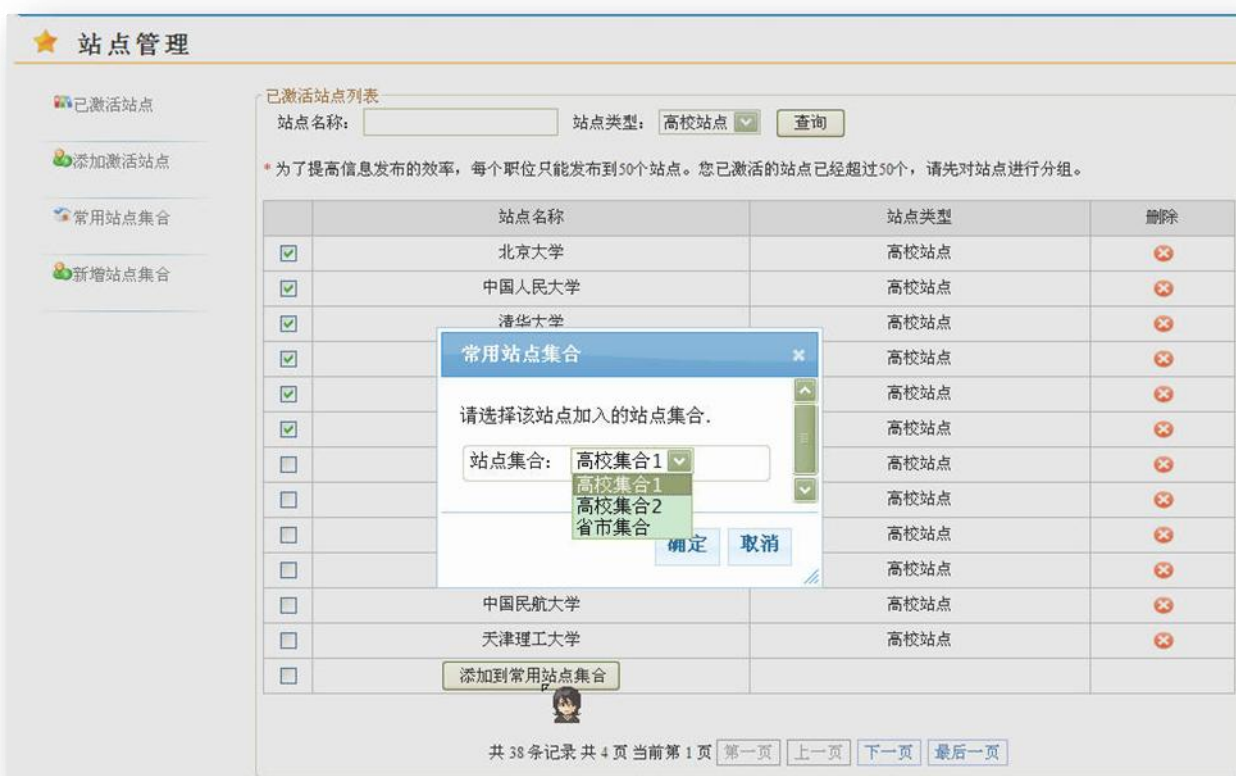 站点管理
已激活站点
添加激活站点
常用站点集合
新增站点集合
已激活站点列表
站点名称： 站点类型： 高校站点 查询
* 为了提高信息发布的效率，每个职位只能发布到50个站点。您已激活的站点已经超过50个，请先对站点进行分组。
站点名称 站点类型 删除
北京大学 高校站点
中国人民大学 高校站点
清华大学 高校站点
高校站点
高校站点
高校站点
高校站点
高校站点
高校站点
高校站点
中国民航大学 高校站点
天津理工大学 高校站点
添加到常用站点集合
共 38 条记录 共 4 页 当前第 1 页 第一页 上一页 下一页 最后一页
常用站点集合
请选择该站点加入的站点集合.
站点集合： 高校集合1
高校集合1
高校集合2
省市集合
确定 取消